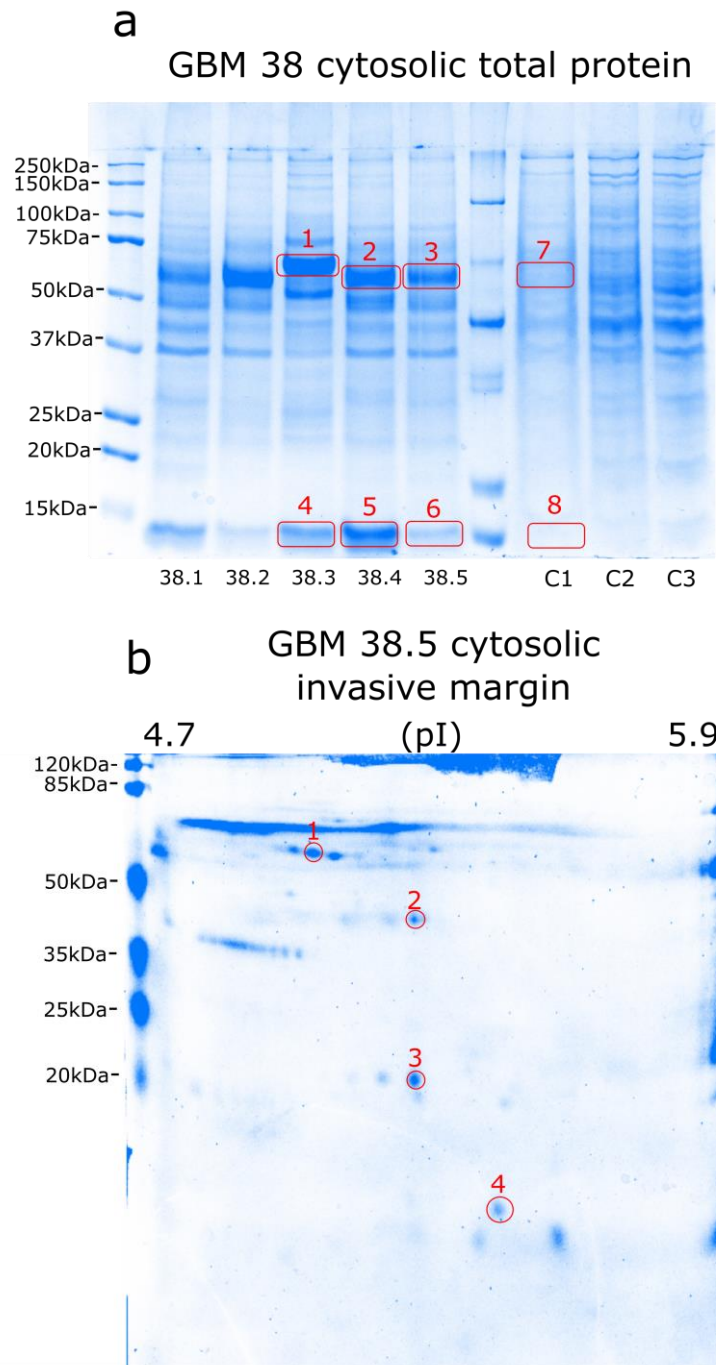 a
GBM 38 cytosolic total protein
250kDa-
150kDa-
100kDa-
75kDa-
50kDa-
37kDa-
25kDa-
20kDa-
15kDa-
1
2
3
7
4
5
6
8
38.1 38.2 38.3 38.4 38.5 C1 C2 C3
b
GBM 38.5 cytosolic
invasive margin
4.7 (pI) 5.9
120kDa-
85kDa-
50kDa-
35kDa-
25kDa-
20kDa-
1
2
3
4